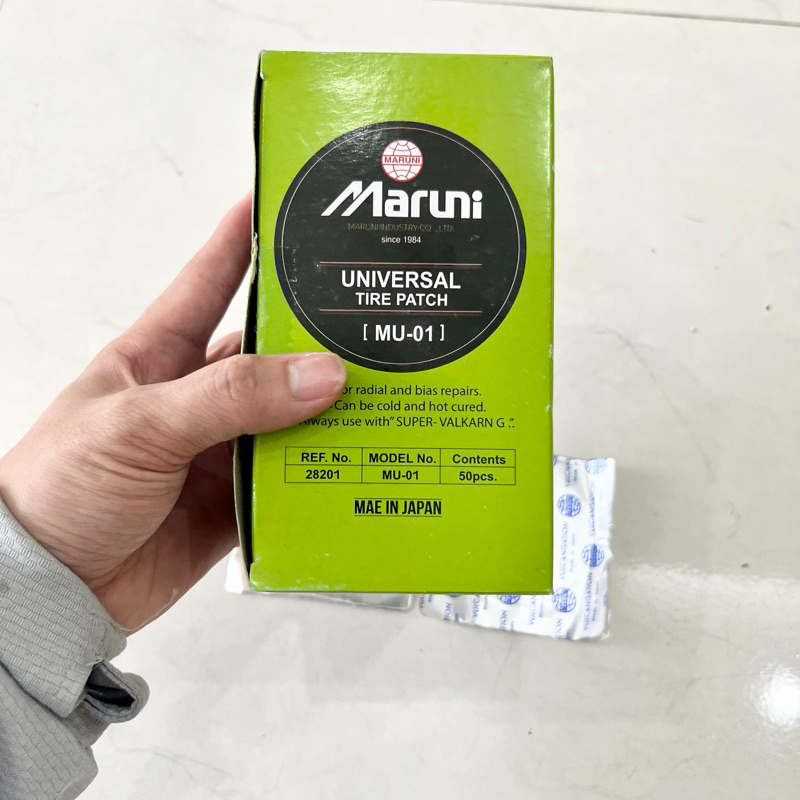 MARUNI
Maruni
MARUNI INDUSTRY CO ., LTD.
since 1984
UNIVERSAL
TIRE PATCH
[ MU-01 ]
or radial and bias repairs.
-Can be cold and hot cured.
Always use with" SUPER- VALKARN G .".
REF. No. MODEL No. Contents
28201 MU-01 50pcs.
MAE IN JAPAN